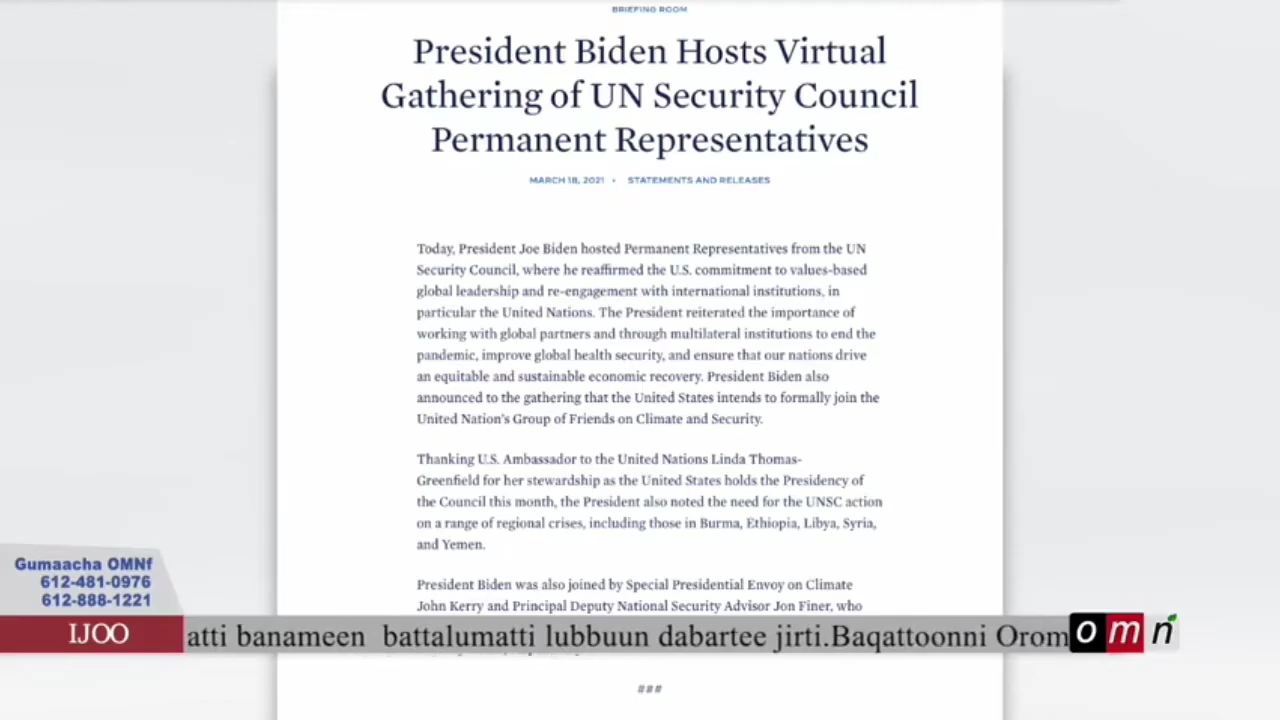 BRIEFING ROOM
President Biden Hosts Virtual
Gathering of UN Security Council
Permanent Representatives
MARCH 18, 2021 • STATEMENTS AND RELEASES
Today, President Joe Biden hosted Permanent Representatives from the UN
Security Council, where he reaffirmed the U.S. commitment to values-based
global leadership and re-engagement with international institutions, in
particular the United Nations. The President reiterated the importance of
working with global partners and through multilateral institutions to end the
pandemic, improve global health security, and ensure that our nations drive
an equitable and sustainable economic recovery. President Biden also
announced to the gathering that the United States intends to formally join the
United Nation's Group of Friends on Climate and Security.
Thanking U.S. Ambassador to the United Nations Linda Thomas-
Greenfield for her stewardship as the United States holds the Presidency of
the Council this month, the President also noted the need for the UNSC action
on a range of regional crises, including those in Burma, Ethiopia, Libya, Syria,
and Yemen.
President Biden was also joined by Special Presidential Envoy on Climate
John Kerry and Principal Deputy National Security Advisor Jon Finer, who
###
Gumaacha OMNf
612-481-0976
612-888-1221
IJOO
atti banameen battalumatti lubbuun dabartee jirti.Baqattoonni Orom
omn